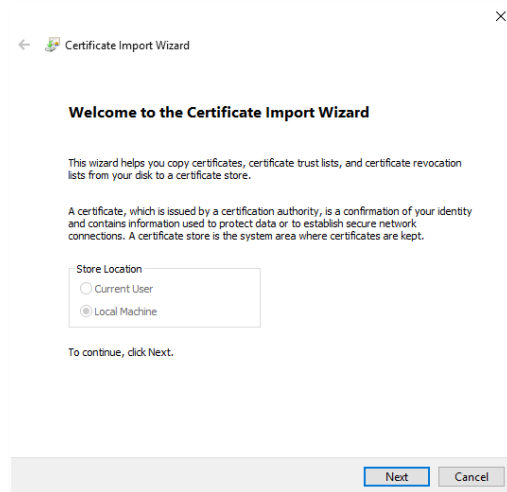 Certificate Import Wizard
Welcome to the Certificate Import Wizard
This wizard helps you copy certificates, certificate trust lists, and certificate revocation
lists from your disk to a certificate store.
A certificate, which is issued by a certification authority, is a confirmation of your identity
and contains information used to protect data or to establish secure network
connections. A certificate store is the system area where certificates are kept.
Store Location
Current User
Local Machine
To continue, click Next.
Next
Cancel